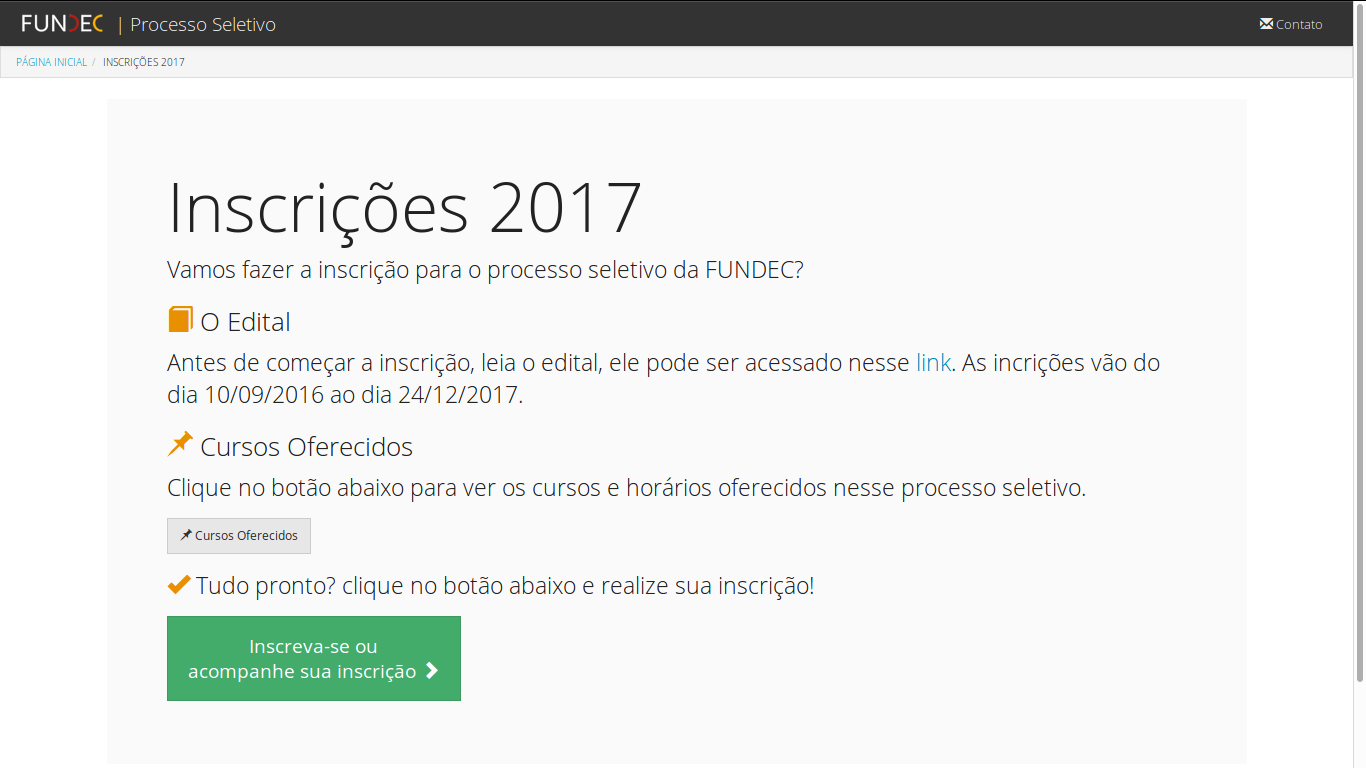 FUNDEC | Processo Seletivo
Contato
PÁGINA INICIAL / INSCRIÇÕES 2017
Inscrições 2017
Vamos fazer a inscrição para o processo seletivo da FUNDEC?
O Edital
Antes de começar a inscrição, leia o edital, ele pode ser acessado nesse link. As incrições vão do
dia 10/09/2016 ao dia 24/12/2017.
Cursos Oferecidos
Clique no botão abaixo para ver os cursos e horários oferecidos nesse processo seletivo.
Cursos Oferecidos
Tudo pronto? clique no botão abaixo e realize sua inscrição!
Inscreva-se ou
acompanhe sua inscrição